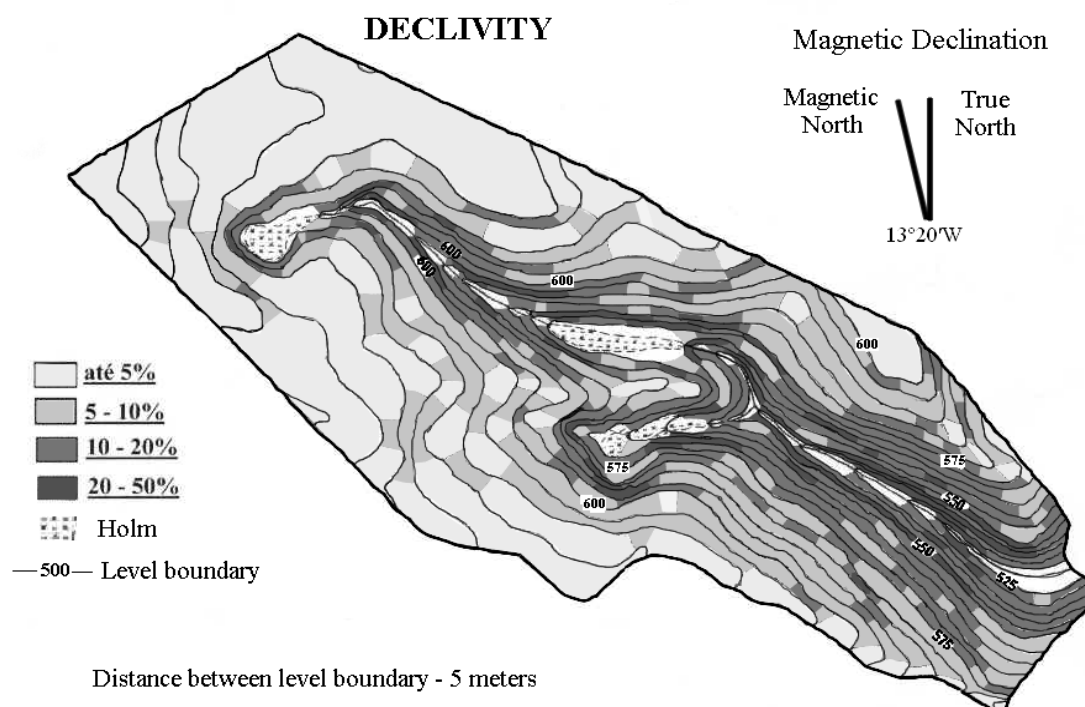 DECLIVITY
Magnetic Declination
Magnetic North
True North
13°20'W
600
600
600
600
575
600
575
550
550
525
575
até 5%
5 - 10%
10 - 20%
20 - 50%
Holm
500 Level boundary
Distance between level boundary - 5 meters